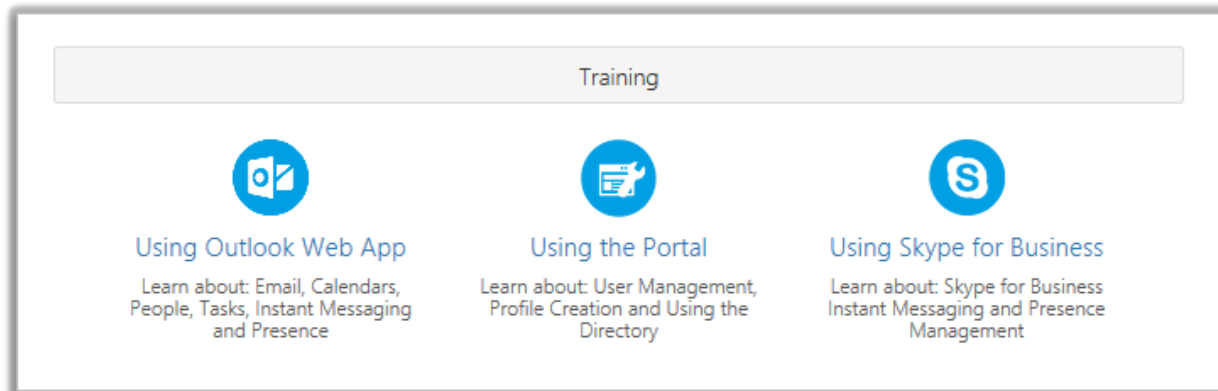 Training
Using Outlook Web App
Learn about: Email, Calendars,
People, Tasks, Instant Messaging
and Presence
Using the Portal
Learn about: User Management,
Profile Creation and Using the
Directory
Using Skype for Business
Learn about: Skype for Business
Instant Messaging and Presence
Management